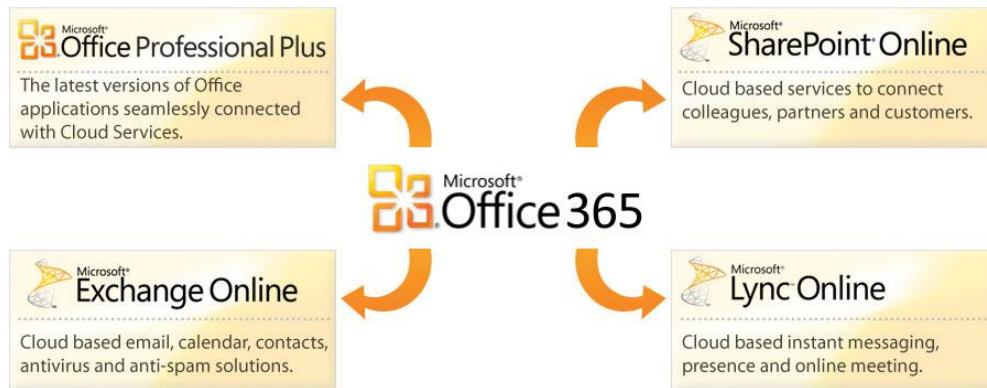 Microsoft®
Office Professional Plus
The latest versions of Office
applications seamlessly connected
with Cloud Services.
Microsoft®
SharePoint® Online
Cloud based services to connect
colleagues, partners and customers.
Microsoft®
Office 365
Microsoft®
Exchange Online
Cloud based email, calendar, contacts,
antivirus and anti-spam solutions.
Microsoft®
Lync™ Online
Cloud based instant messaging,
presence and online meeting.